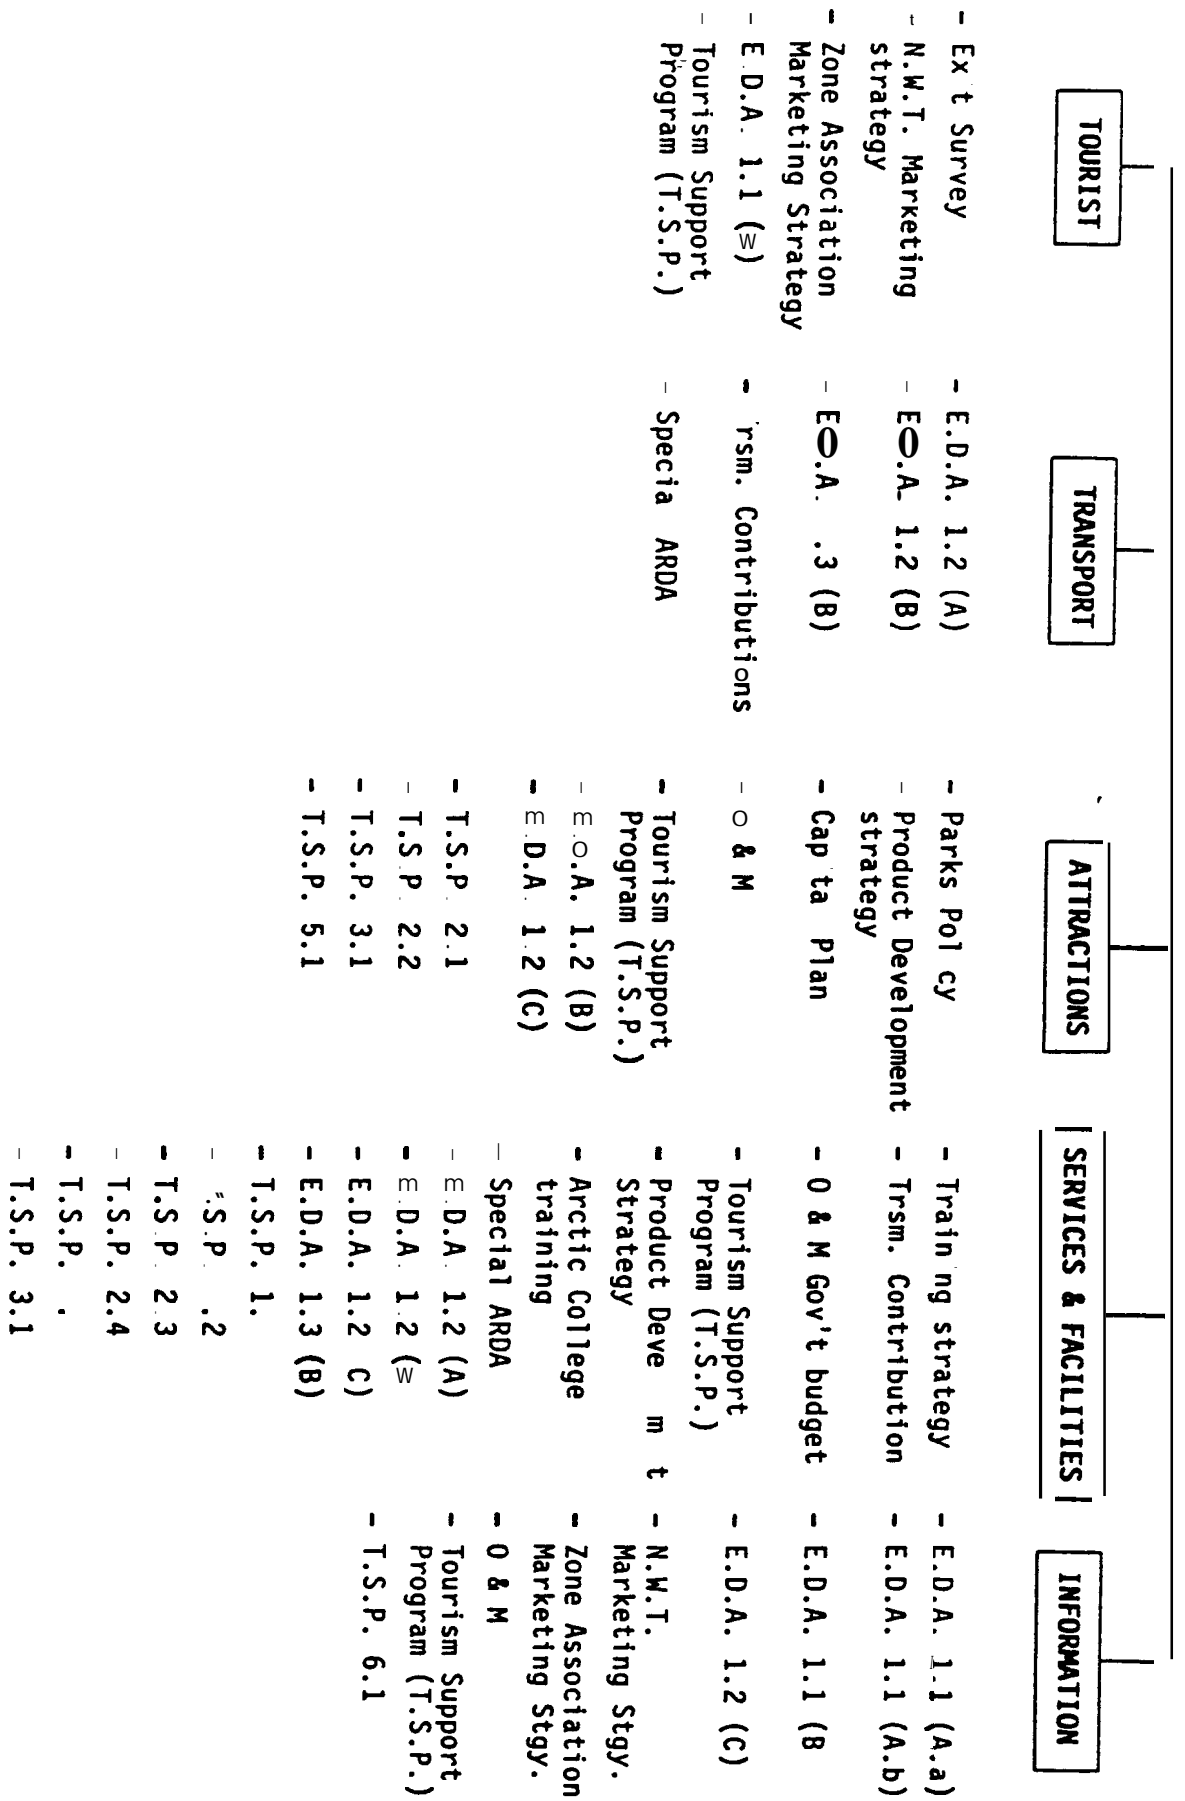 TOURIST
- Exit Survey
- N.W.T. Marketing
strategy
- Zone Association
Marketing Strategy
- E.D.A. 1.1
- Tourism Support
Program (T.S.P.)
TRANSPORT
- E.D.A. 1.2 (A)
- E.D.A. 1.2 (B)
- E.D.A. .3 (B)
- rsm. Contributions
- Specia ARDA
ATTRACTIONS
- Parks Pol cy
- Product Development
strategy
- Cap ta Plan
- O & M
- Tourism Support
Program (T.S.P.)
- E.D.A. 1.2 (B)
- E.D.A. 1.2 (C)
- T.S.P. 2.1
- T.S.P. 2.2
- T.S.P. 3.1
- T.S.P. 5.1
SERVICES & FACILITIES
- Train ng strategy
- Trsm. Contribution
- O & M Gov't budget
- Tourism Support
Program (T.S.P.)
- Product Deve m t
Strategy
- Arctic College
training
- Special ARDA
- E.D.A. 1.2 (A)
- E.D.A. 1.2
- E.D.A. 1.2 C)
- E.D.A. 1.3 (B)
- T.S.P. 1.
- .S.P. .2
- T.S.P. 2.3
- T.S.P. 2.4
- T.S.P. .
- T.S.P. 3.1
INFORMATION
- E.D.A. 1.1 (A.a)
- E.D.A. 1.1 (A.b)
- E.D.A. 1.1 (B
- E.D.A. 1.2 (C)
- N.W.T.
Marketing Stgy.
- Zone Association
Marketing Stgy.
- O & M
- Tourism Support
Program (T.S.P.)
- T.S.P. 6.1